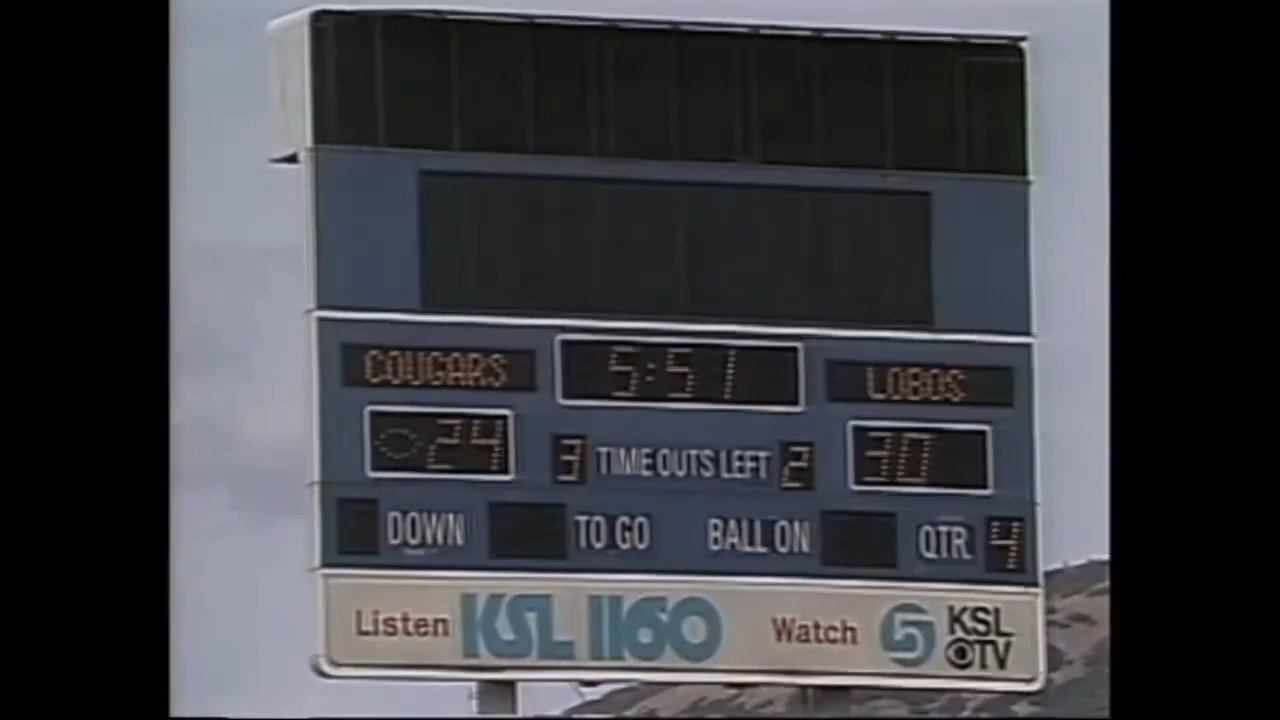 COUGARS 5:51 LOBOS
24 3 TIME OUTS LEFT 2 30
DOWN TO GO BALL ON QTR 4
Listen KSL 1160 Watch 5 KSL TV